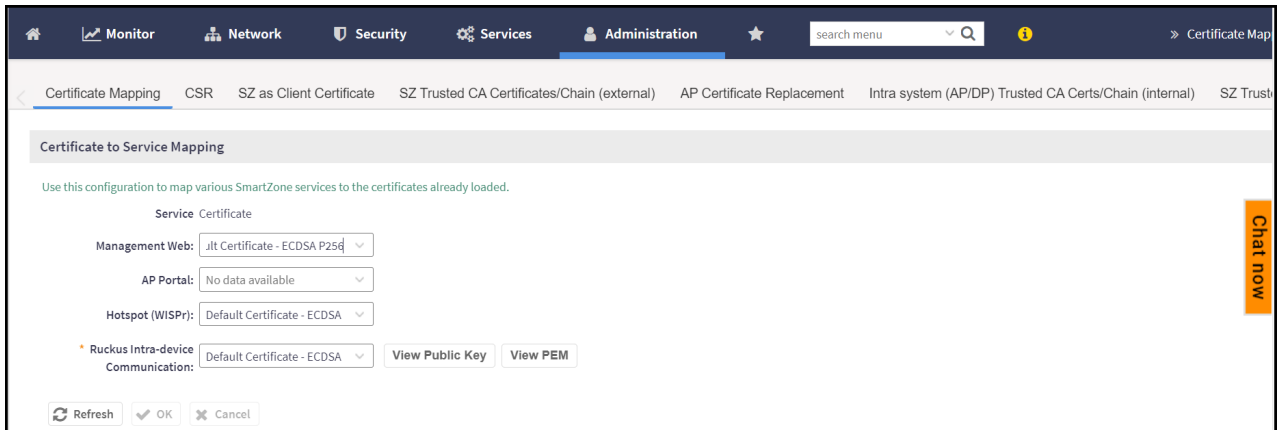 Monitor Network Security Services Administration search menu » Certificate Map
Certificate Mapping CSR SZ as Client Certificate SZ Trusted CA Certificates/Chain (external) AP Certificate Replacement Intra system (AP/DP) Trusted CA Certs/Chain (internal) SZ Trust
Certificate to Service Mapping
Use this configuration to map various SmartZone services to the certificates already loaded.
Service Certificate
Management Web: ult Certificate - ECDSA P256
AP Portal: No data available
Hotspot (WISPr): Default Certificate - ECDSA
* Ruckus Intra-device
Communication: Default Certificate - ECDSA View Public Key View PEM
Refresh OK Cancel
Chat now